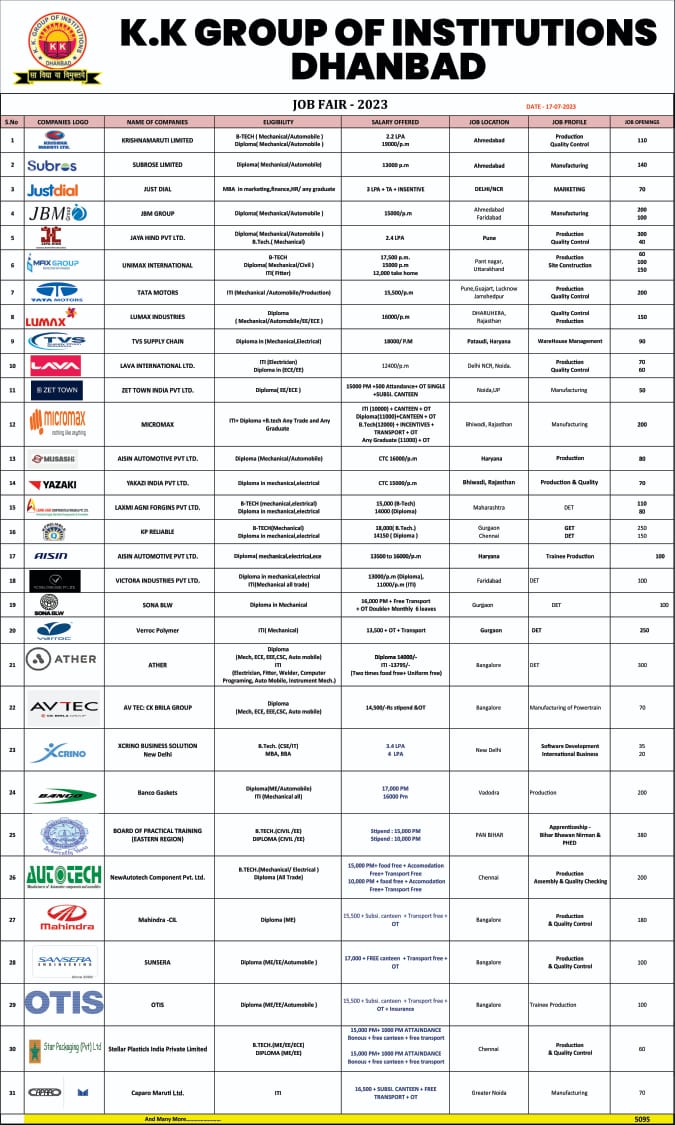 K.K GROUP OF INSTITUTIONS
DHANBAD
K.K GROUP OF INSTITUTIONS
KK
DHANBAD
सा विद्या या विमुक्तये
JOB FAIR - 2023
DATE - 17-07-2023
S.No COMPANIES LOGO NAME OF COMPANIES ELIGIBILITY SALARY OFFERED JOB LOCATION JOB PROFILE JOB OPENINGS
1 KRISHNA MARUTI LTD. KRISHNAMARUTI LIMITED B-TECH ( Mechanical/Automobile ) 2.2 LPA Ahmedabad Production 110
Diploma( Mechanical/Automobile ) 19000/p.m Quality Control
2 Subros SUBROSE LIMITED Diploma( Mechanical/Automobile) 13000 p.m Ahmedabad Manufacturing 140
3 Justdial JUST DIAL MBA in marketing,finance,HR/ any graduate 3 LPA + TA + INSENTIVE DELHI/NCR MARKETING 70
4 JBM Group JBM GROUP Diploma( Mechanical/Automobile ) 15000/p.m Ahmedabad Manufacturing 200
Faridabad 100
5 JAYA HIND PVT LTD. Diploma( Mechanical/Automobile ) 2.4 LPA Pune Production 300
B.Tech.( Mechanical) Quality Control 40
6 MAX GROUP UNIMAX INTERNATIONAL B-TECH 17,500 p.m. Pant nagar, Production 60
Diploma( Mechanical/Civil ) 15000 p.m Uttarakhand Site Construction 100
ITI( Fitter) 12,000 take home 150
7 TATA MOTORS TATA MOTORS ITI (Mechanical /Automobile/Production) 15,500/p.m Pune,Guajart, Lucknow Production 200
Jamshedpur Quality Control
8 LUMAX LUMAX INDUSTRIES Diploma 16000/p.m DHARUHERA, Quality Control 150
( Mechanical/Automobile/EE/ECE ) Rajasthan Production
9 TVS TVS SUPPLY CHAIN Diploma in (Mechanical,Electrical) 18000/ P.M Pataudi, Haryana WareHouse Management 90
10 LAVA LAVA INTERNATIONAL LTD. ITI (Electrician) 12400/p.m Delhi NCR, Noida. Production 70
Diploma in (ECE/EE) Quality Control 60
11 ZET TOWN ZET TOWN INDIA PVT LTD. Diploma( EE/ECE ) 15000 PM +500 Attandance+ OT SINGLE Noida,UP Manufacturing 50
+SUBSI. CANTEEN
12 MICROMAX nothing like anything MICROMAX ITI+ Diploma +B.tech Any Trade and Any ITI (10000) + CANTEEN + OT Bhiwadi, Rajasthan Manufacturing 200
Graduate Diploma(11000)+CANTEEN + OT
B.Tech(12000) + INCENTIVES +
TRANSPORT + OT
Any Graduate (11000) + OT
13 MUSASHI AISIN AUTOMOTIVE PVT LTD. Diploma (Mechanical/Automobile) CTC 16000/p.m Haryana Production 80
14 YAZAKI YAKAZI INDIA PVT LTD. Diploma in mechanical,electrical CTC 15000/p.m Bhiwadi, Rajasthan Production & Quality 70
15 LAXMI AGNI FORGINS PVT LTD. B-TECH (mechanical,electrical) 15,000 (B-Tech) Maharashtra DET 110
Diploma in mechanical,electrical 14000 (Diploma) 80
16 KP RELIABLE B-TECH(Mechanical) 18,000( B.Tech.) Gurgaon GET 250
Diploma in mechanical,electrical 14150 ( Diploma ) Chennai DET 150
17 AISIN AISIN AUTOMOTIVE PVT LTD. Diploma( mechanical,electrical,ece 13600 to 16000/p.m Haryana Trainee Production 100
18 VICTORA INDUSTRIES PVT LTD. Diploma in mechanical,electrical 13000/p.m (Diploma), Faridabad DET 100
ITI(Mechanical all trade) 11000/p.m (ITI)
19 SONA BLW SONA BLW Diploma in Mechanical 16,000 PM + Free Transport Gurgaon DET 100
+ OT Double+ Monthly 6 leaves
20 VARROC Verroc Polymer ITI( Mechanical) 13,500 + OT + Transport Gurgaon DET 250
21 ATHER ATHER Diploma Diploma 14000/- Bangalore DET 300
(Mech, ECE, EEE,CSC, Auto mobile) ITI -13795/-
ITI (Two times food free+ Uniform free)
(Electrician, Fitter, Welder, Computer
Programing, Auto Mobile, Instrument Mech.)
22 AVTEC CK BIRLA GROUP AV TEC: CK BRILA GROUP Diploma 14,500/-Rs stipend &OT Bangalore Manufacturing of Powertrain 70
(Mech, ECE, EEE,CSC, Auto mobile)
23 XCRINO XCRINO BUSINESS SOLUTION B.Tech. (CSE/IT) 3.4 LPA New Delhi Software Development 35
New Delhi MBA, BBA 4 LPA International Business 20
24 BANCO Banco Gaskets Diploma(ME/Automobile) 17,000 PM Vadodra Production 200
ITI (Mechanical all) 16000 Pm
25 BOARD OF PRACTICAL TRAINING B.TECH.(CIVIL /EE) Stipend : 15,000 PM PAN BIHAR Apprenticeship - 380
(EASTERN REGION) DIPLOMA (CIVIL /EE) Stipend : 10,000 PM Bihar Bhavan Nirman &
PHED
26 AUTOTECH NewAutotech Component Pvt. Ltd. B.TECH.(Mechanical/ Electrical ) 15,000 PM+ food free + Accomodation Chennai Production 200
Diploma (All Trade) Free+ Transport Free Assembly & Quality Checking
10,000 PM + food free + Accomodation
Free+ Transport Free
27 Mahindra Mahindra -CIL Diploma (ME) 15,500 + Subsi. canteen + Transport free + Bangalore Production 180
OT & Quality Control
28 SANSERA ENGINEERING SUNSERA Diploma (ME/EE/Aotumobile ) 17,000 + FREE canteen + Transport free + Bangalore Production 100
OT & Quality Control
29 OTIS OTIS Diploma (ME/EE/Aotumobile ) 15,500 + Subsi. canteen + Transport free + Bangalore Trainee Production 100
OT + Insurance
30 Star Packaging (Pvt) Ltd Stellar Plasticds India Private Limited B.TECH.(ME/EE/ECE) 15,000 PM+ 1000 PM ATTAINDANCE Chennai Production 60
DIPLOMA (ME/EE) Bonous + free canteen + free transport & Quality Control
15,000 PM+ 1000 PM ATTAINDANCE
Bonous + free canteen + free transport
31 CAPARO Caparo Maruti Ltd. ITI 16,500 + SUBSI. CANTEEN + FREE Greater Noida Manufacturing 70
TRANSPORT + OT
And Many More................. 5095